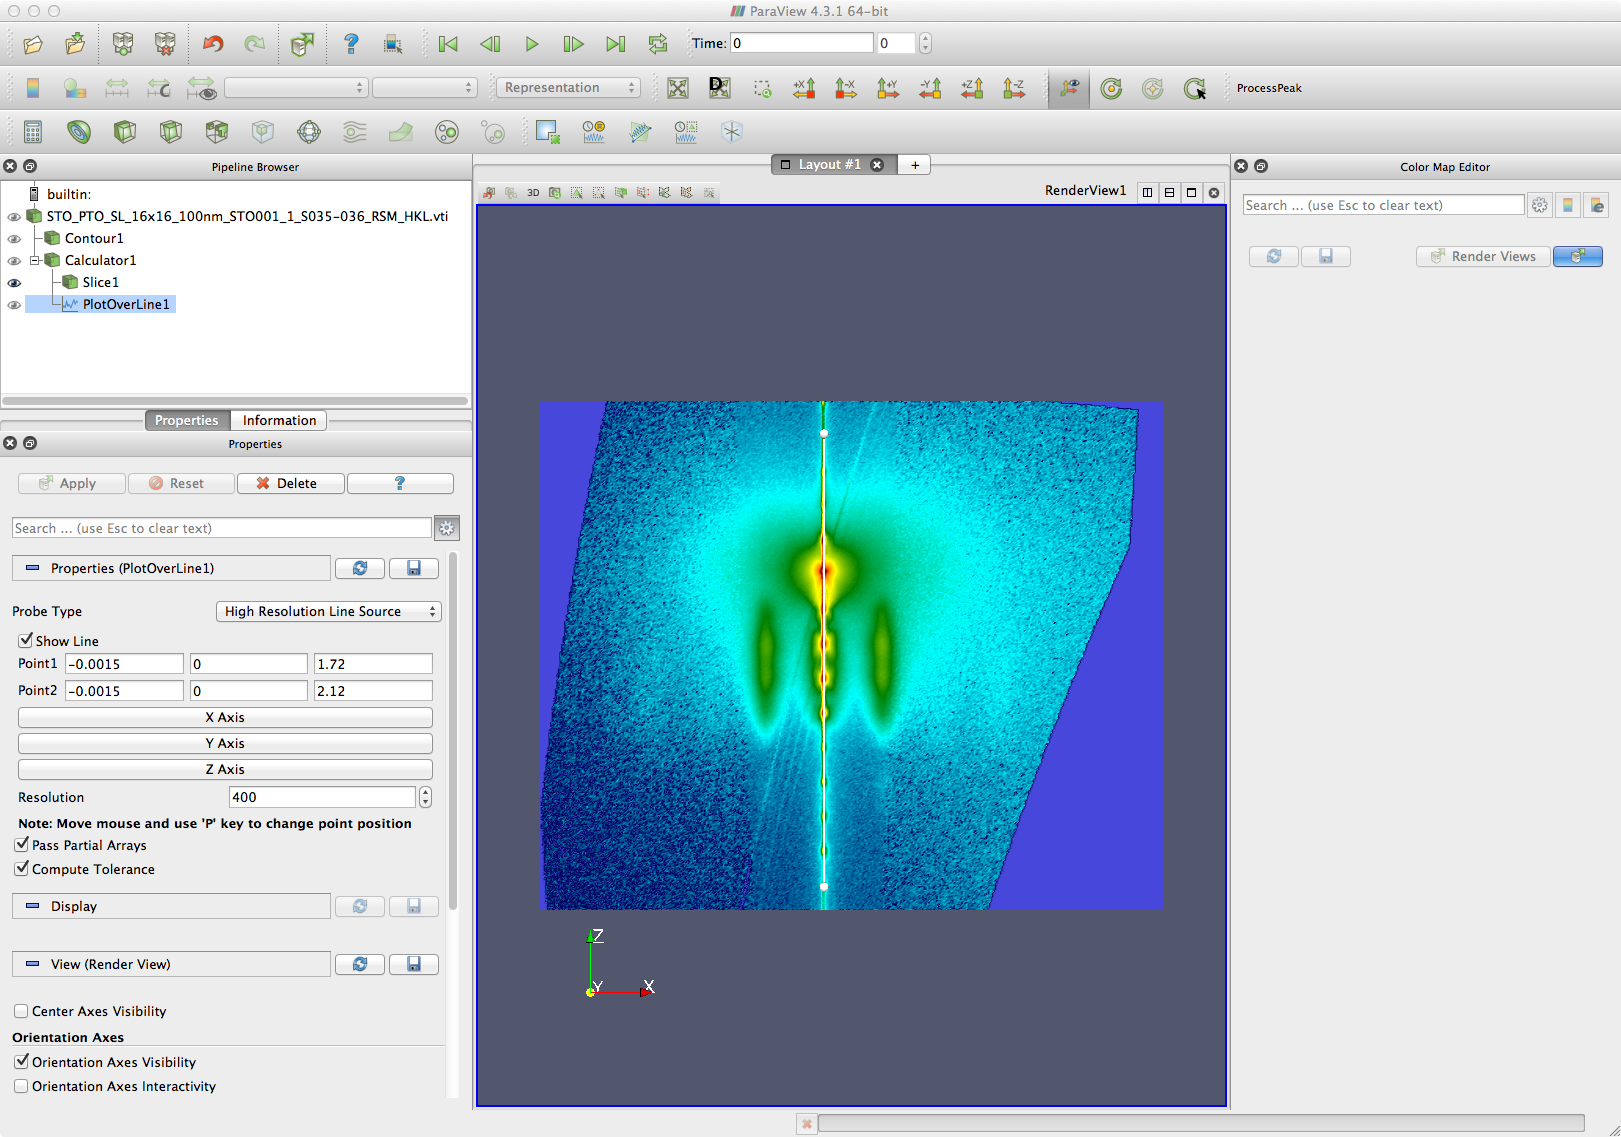 ParaView 4.3.1 64-bit
Time: 0 0
Representation
D
+X -X +Y -Y +Z -Z
ProcessPeak
Pipeline Browser
builtin:
STO_PTO_SL_16x16_100nm_STO001_1_S035-036_RSM_HKL.vti
Contour1
Calculator1
Slice1
PlotOverLine1
Properties Information
Properties
Apply Reset Delete ?
Search ... (use Esc to clear text)
Properties (PlotOverLine1)
Probe Type High Resolution Line Source
Show Line
Point1 -0.0015 0 1.72
Point2 -0.0015 0 2.12
X Axis
Y Axis
Z Axis
Resolution 400
Note: Move mouse and use 'P' key to change point position
Pass Partial Arrays
Compute Tolerance
Display
View (Render View)
Center Axes Visibility
Orientation Axes
Orientation Axes Visibility
Orientation Axes Interactivity
Layout #1 +
3D RenderView1
Z
Y X
Color Map Editor
Search ... (use Esc to clear text)
Render Views